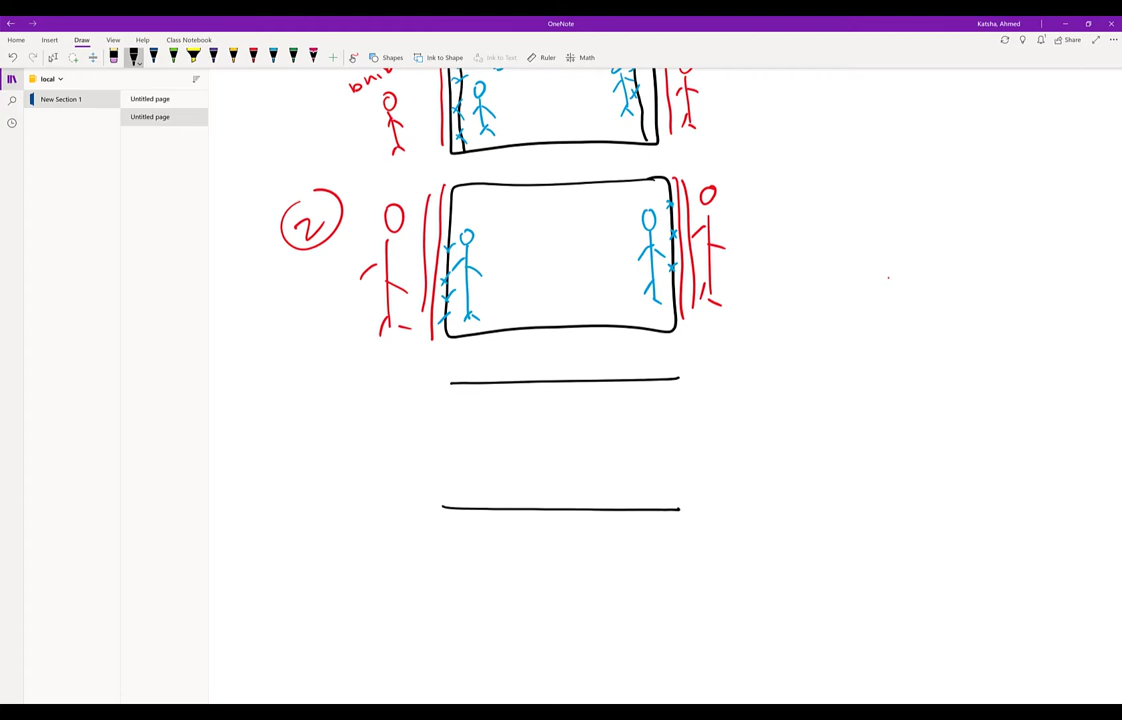 OneNote
Katsha, Ahmed
Home Insert Draw View Help Class Notebook
Share
Shapes Ink to Shape Ink to Text Ruler Math
local
New Section 1
Untitled page
Untitled page
2